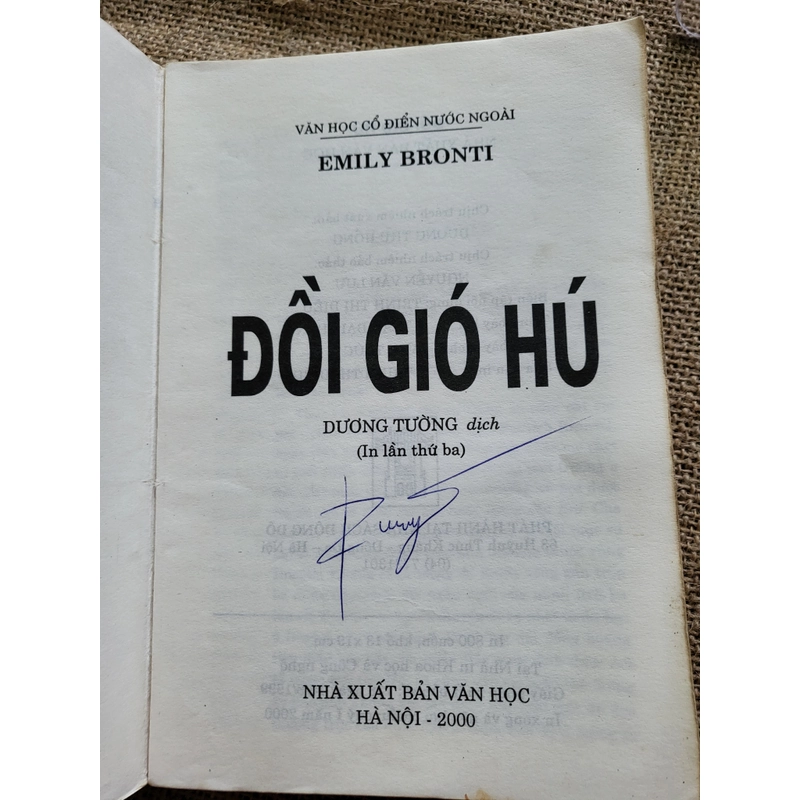 VĂN HỌC CỔ ĐIỂN NƯỚC NGOÀI
EMILY BRONTI
ĐỒI GIÓ HÚ
DƯƠNG TƯỜNG dịch
(In lần thứ ba)
NHÀ XUẤT BẢN VĂN HỌC
HÀ NỘI - 2000